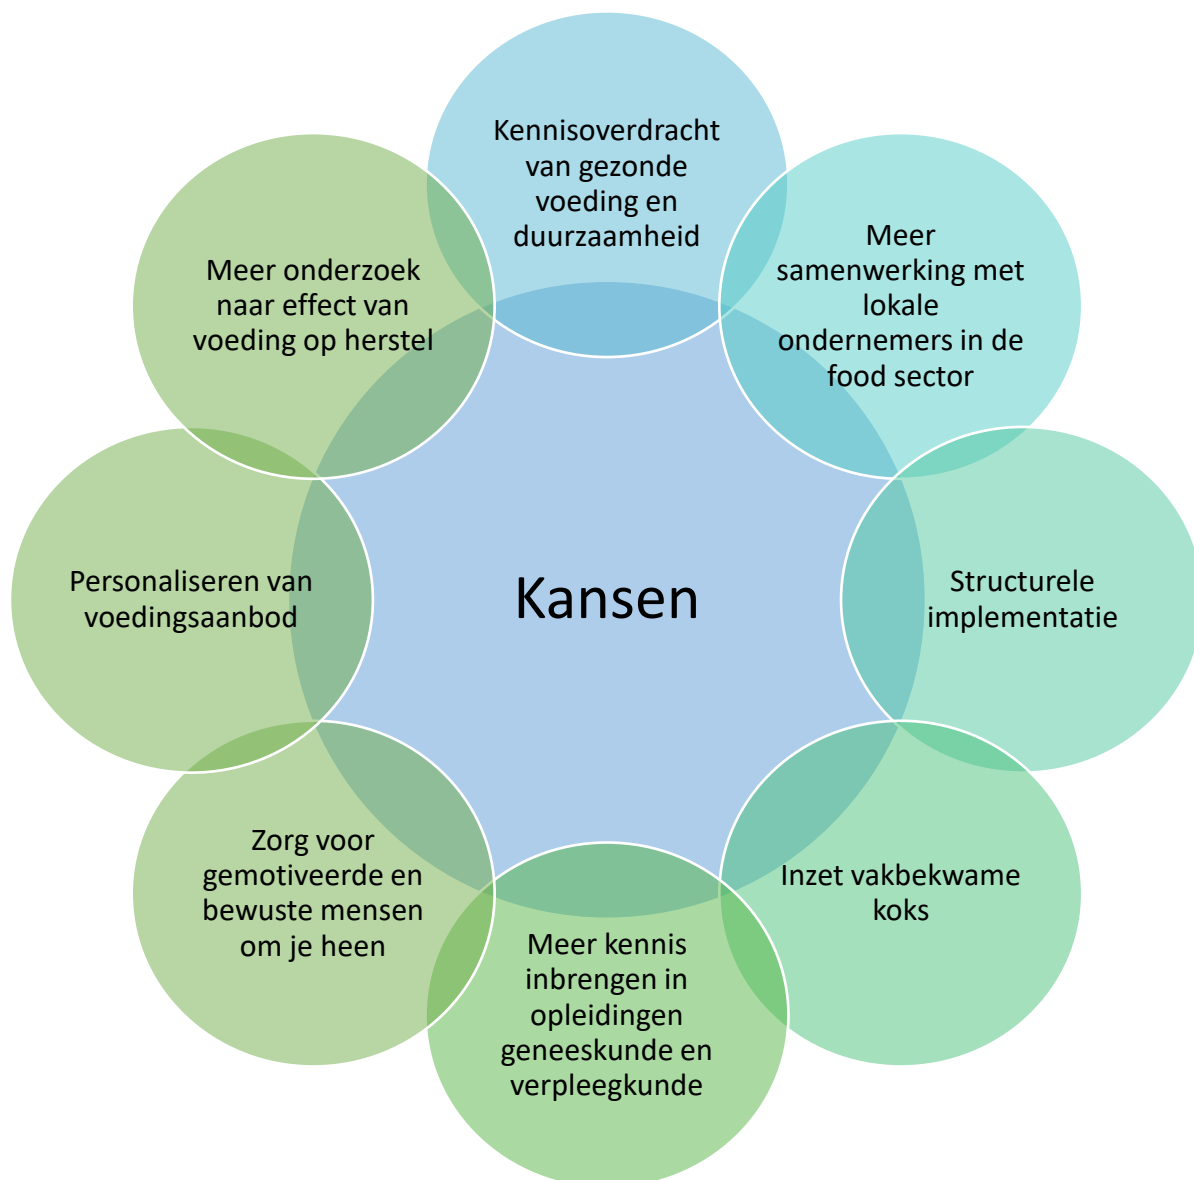 Kennisoverdracht
van gezonde
voeding en
duurzaamheid
Meer
samenwerking met
lokale
ondernemers in de
food sector
Structurele
implementatie
Inzet vakbekwame
koks
Meer kennis
inbrengen in
opleidingen
geneeskunde en
verpleegkunde
Zorg voor
gemotiveerde en
bewuste mensen
om je heen
Personaliseren van
voedingsaanbod
Meer onderzoek
naar effect van
voeding op herstel
Kansen